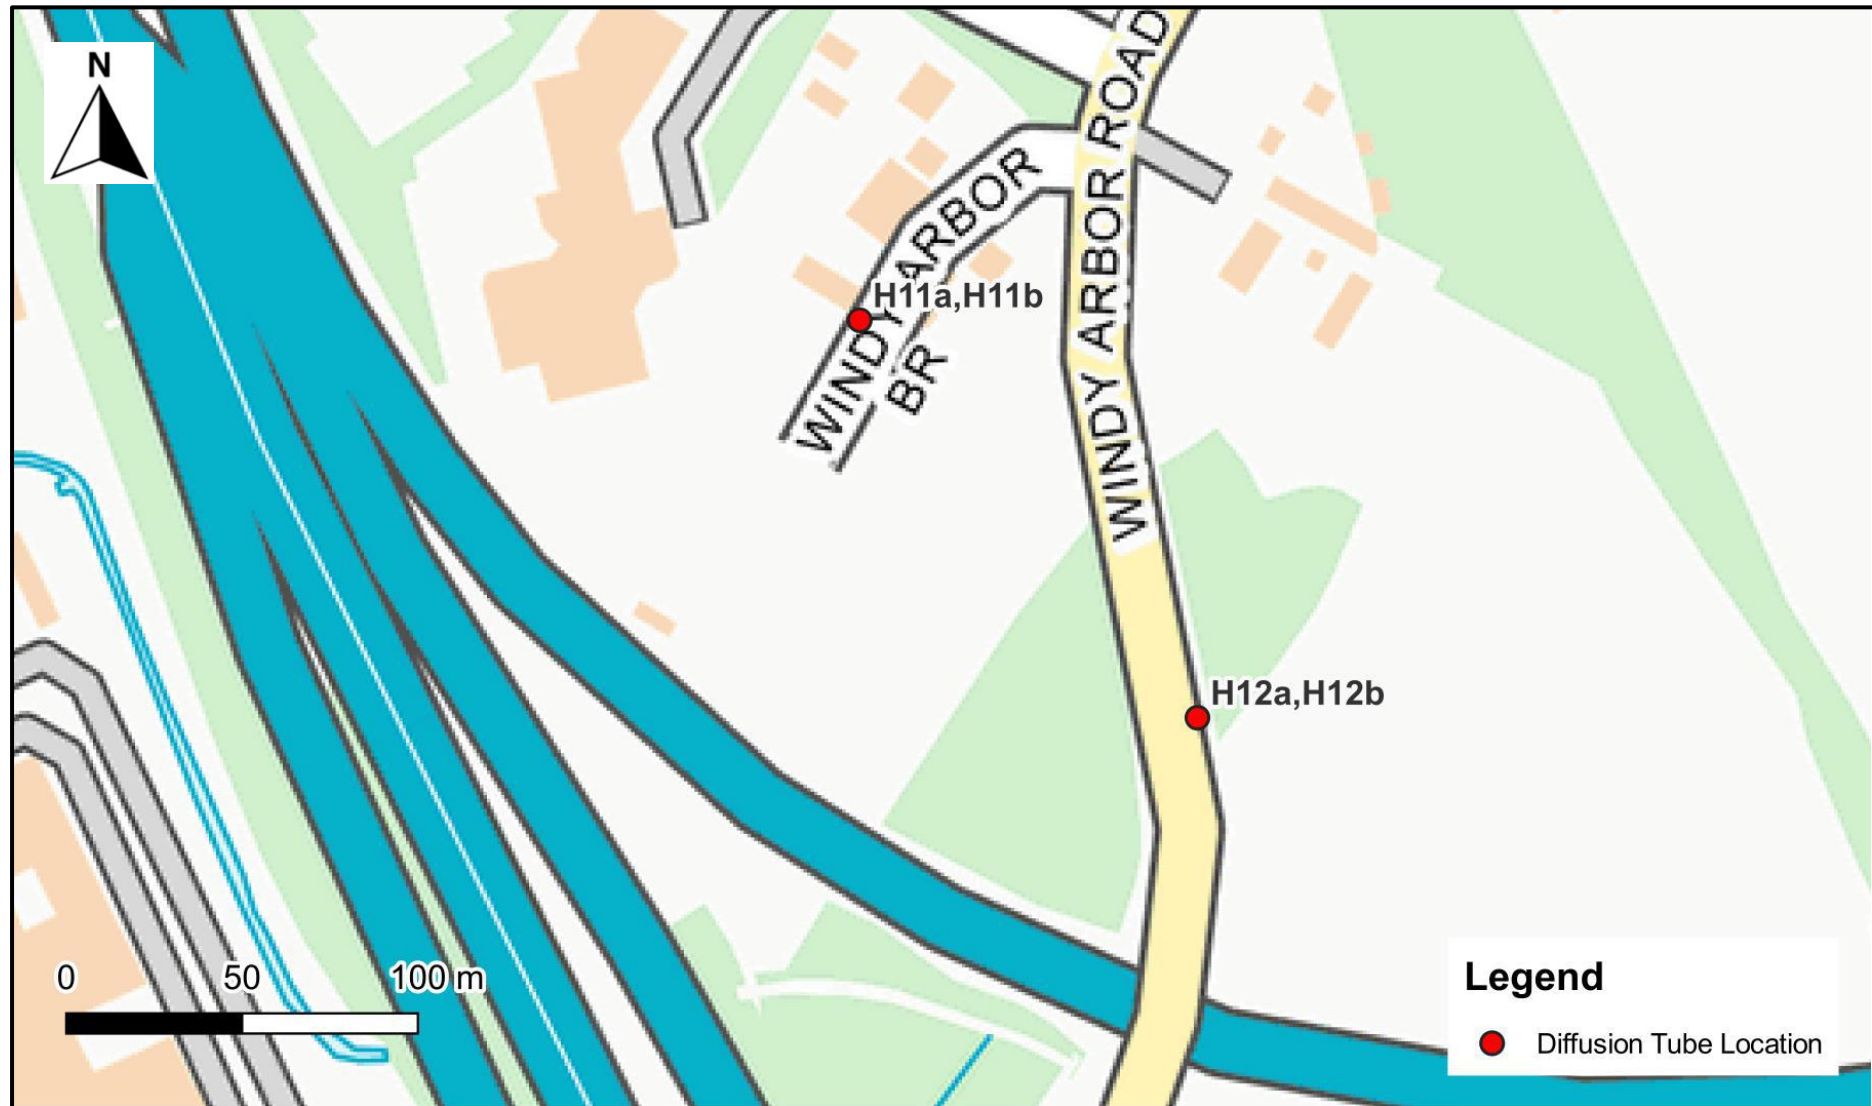 N
WINDY ARBOR ROAD
WINDY ARBOR
BR
H11a,H11b
H12a,H12b
0 50 100 m
Legend
Diffusion Tube Location